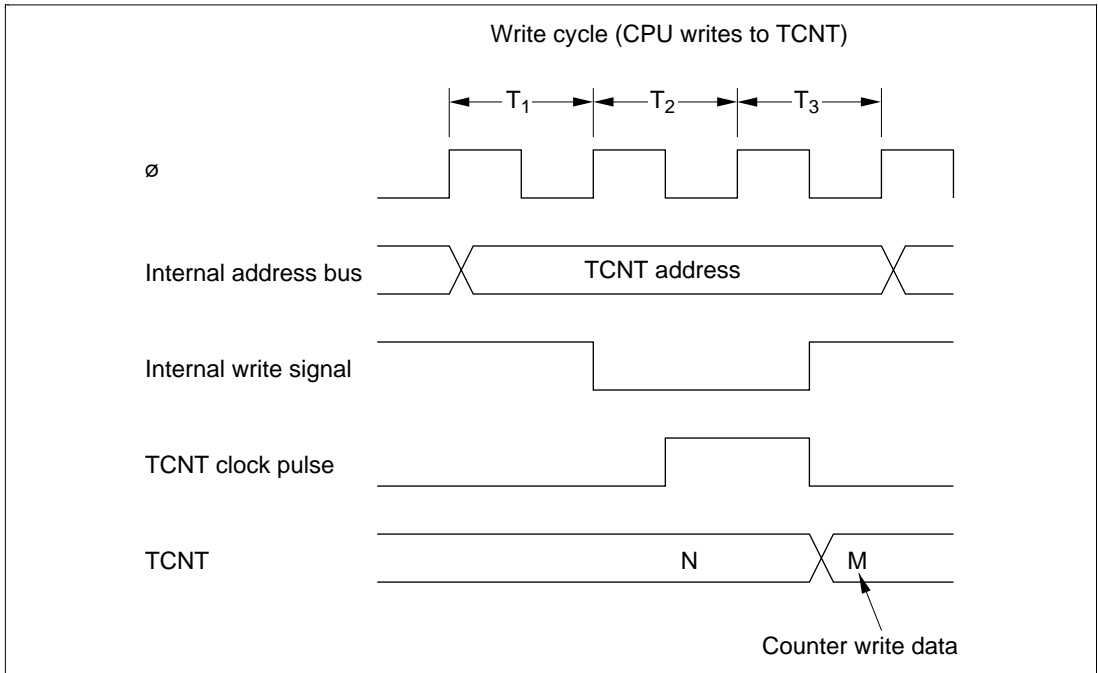 Write cycle (CPU writes to TCNT)
T1 T2 T3
ø
Internal address bus TCNT address
Internal write signal
TCNT clock pulse
TCNT N M
Counter write data